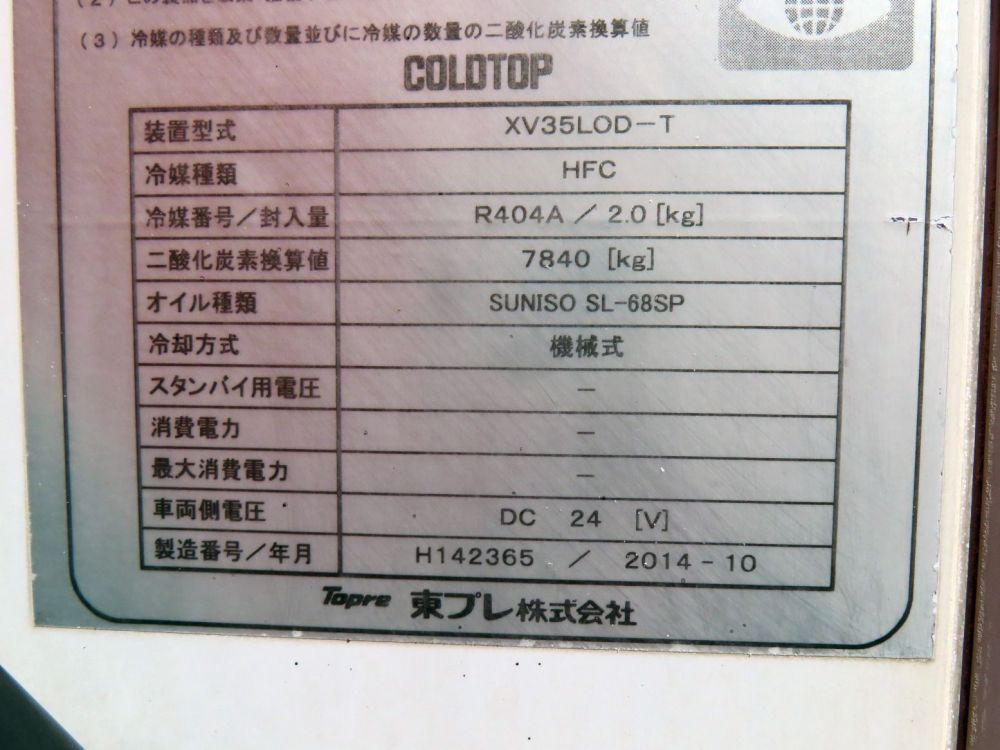 (3) 冷媒の種類及び数量並びに冷媒の数量の二酸化炭素換算値
COLDTOP
装置型式 XV35LOD-T
冷媒種類 HFC
冷媒番号/封入量 R404A / 2.0 [kg]
二酸化炭素換算値 7840 [kg]
オイル種類 SUNISO SL-68SP
冷却方式 機械式
スタンバイ用電圧 -
消費電力 -
最大消費電力 -
車両側電圧 DC 24 [V]
製造番号/年月 H142365 / 2014-10
Topre 東プレ株式会社